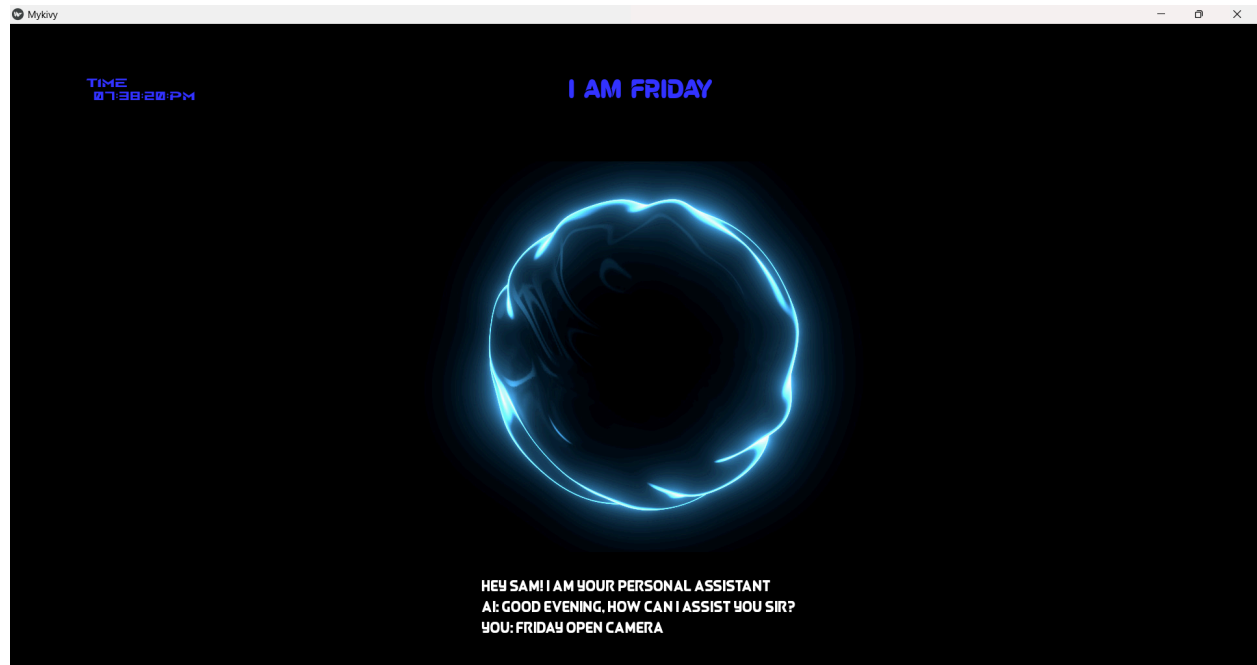 Mykivy
TIME
07:38:20:PM
I AM FRIDAY
HEY SAM! I AM YOUR PERSONAL ASSISTANT
AI: GOOD EVENING, HOW CAN I ASSIST YOU SIR?
YOU: FRIDAY OPEN CAMERA